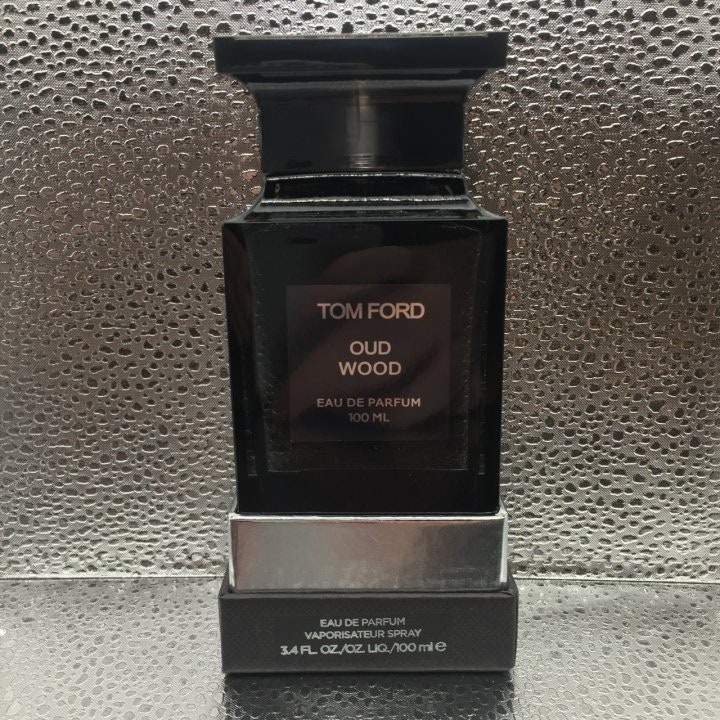 TOM FORD
OUD
WOOD
EAU DE PARFUM
100 ML
EAU DE PARFUM
VAPORISATEUR SPRAY
3.4 FL. OZ./OZ. LIQ./100 ml e